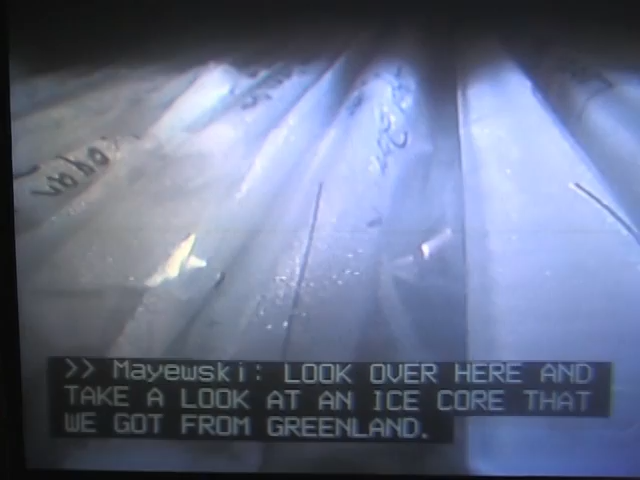 >> Mayewski: LOOK OVER HERE AND
TAKE A LOOK AT AN ICE CORE THAT
WE GOT FROM GREENLAND.